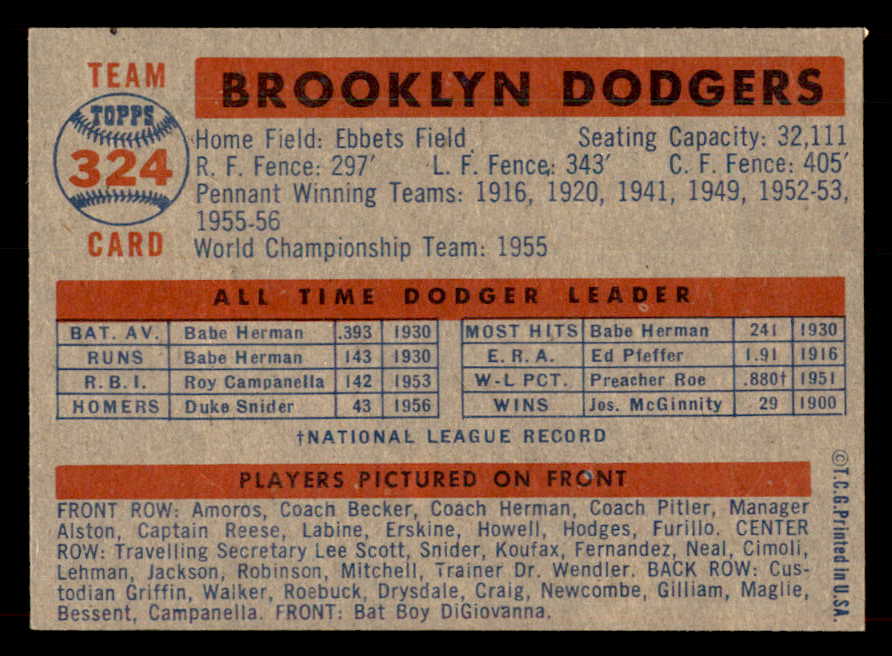 TEAM
TOPPS
324
CARD
BROOKLYN DODGERS
Home Field: Ebbets Field Seating Capacity: 32,111
R. F. Fence: 297′ L. F. Fence: 343′ C. F. Fence: 405′
Pennant Winning Teams: 1916, 1920, 1941, 1949, 1952-53,
1955-56
World Championship Team: 1955
ALL TIME DODGER LEADER
BAT. AV. Babe Herman .393 1930 MOST HITS Babe Herman 241 1930
RUNS Babe Herman 143 1930 E.R.A. Ed Pfeffer 1.91 1916
R.B.I. Roy Campanella 142 1953 W-L PCT. Preacher Roe .880† 1951
HOMERS Duke Snider 43 1956 WINS Jos. McGinnity 29 1900
†NATIONAL LEAGUE RECORD
PLAYERS PICTURED ON FRONT
FRONT ROW: Amoros, Coach Becker, Coach Herman, Coach Pitler, Manager
Alston, Captain Reese, Labine, Erskine, Howell, Hodges, Furillo. CENTER
ROW: Travelling Secretary Lee Scott, Snider, Koufax, Fernandez, Neal, Cimoli,
Lehman, Jackson, Robinson, Mitchell, Trainer Dr. Wendler. BACK ROW: Cus-
todian Griffin, Walker, Roebuck, Drysdale, Craig, Newcombe, Gilliam, Maglie,
Bessent, Campanella. FRONT: Bat Boy DiGiovanna.
©T.C.G. Printed in U.S.A.